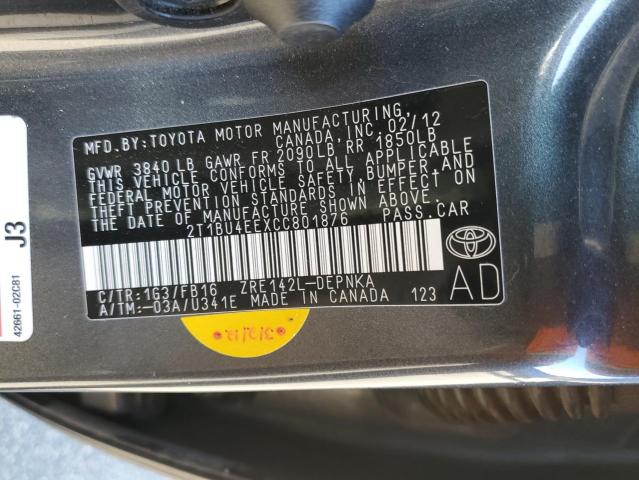 MFD.BY:TOYOTA MOTOR MANUFACTURING,
CANADA, INC. 02/12
GVWR 3840 LB GAWR FR 2090LB RR 1850LB
THIS VEHICLE CONFORMS TO ALL APPLICABLE
FEDERAL MOTOR VEHICLE SAFETY, BUMPER, AND
THEFT PREVENTION STANDARDS IN EFFECT ON
THE DATE OF MANUFACTURE SHOWN ABOVE.
2T1BU4EEXCC801876 PASS.CAR
C/TR:1G3/FB16 ZRE142L-DEPNKA
A/TM:-03A/U341E MADE IN CANADA 123
AD
J3
42661-02C81